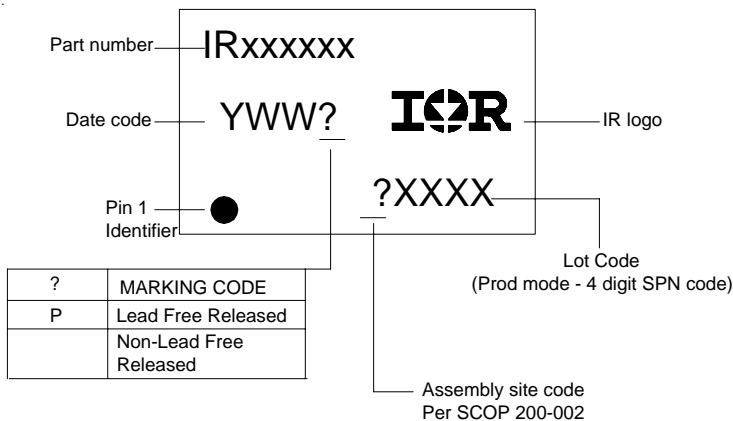 Part number
IRxxxxxx
Date code
YWW?
IOR
IR logo
Pin 1
Identifier
?XXXX
Lot Code
(Prod mode - 4 digit SPN code)
? MARKING CODE
P Lead Free Released
Non-Lead Free
Released
Assembly site code
Per SCOP 200-002